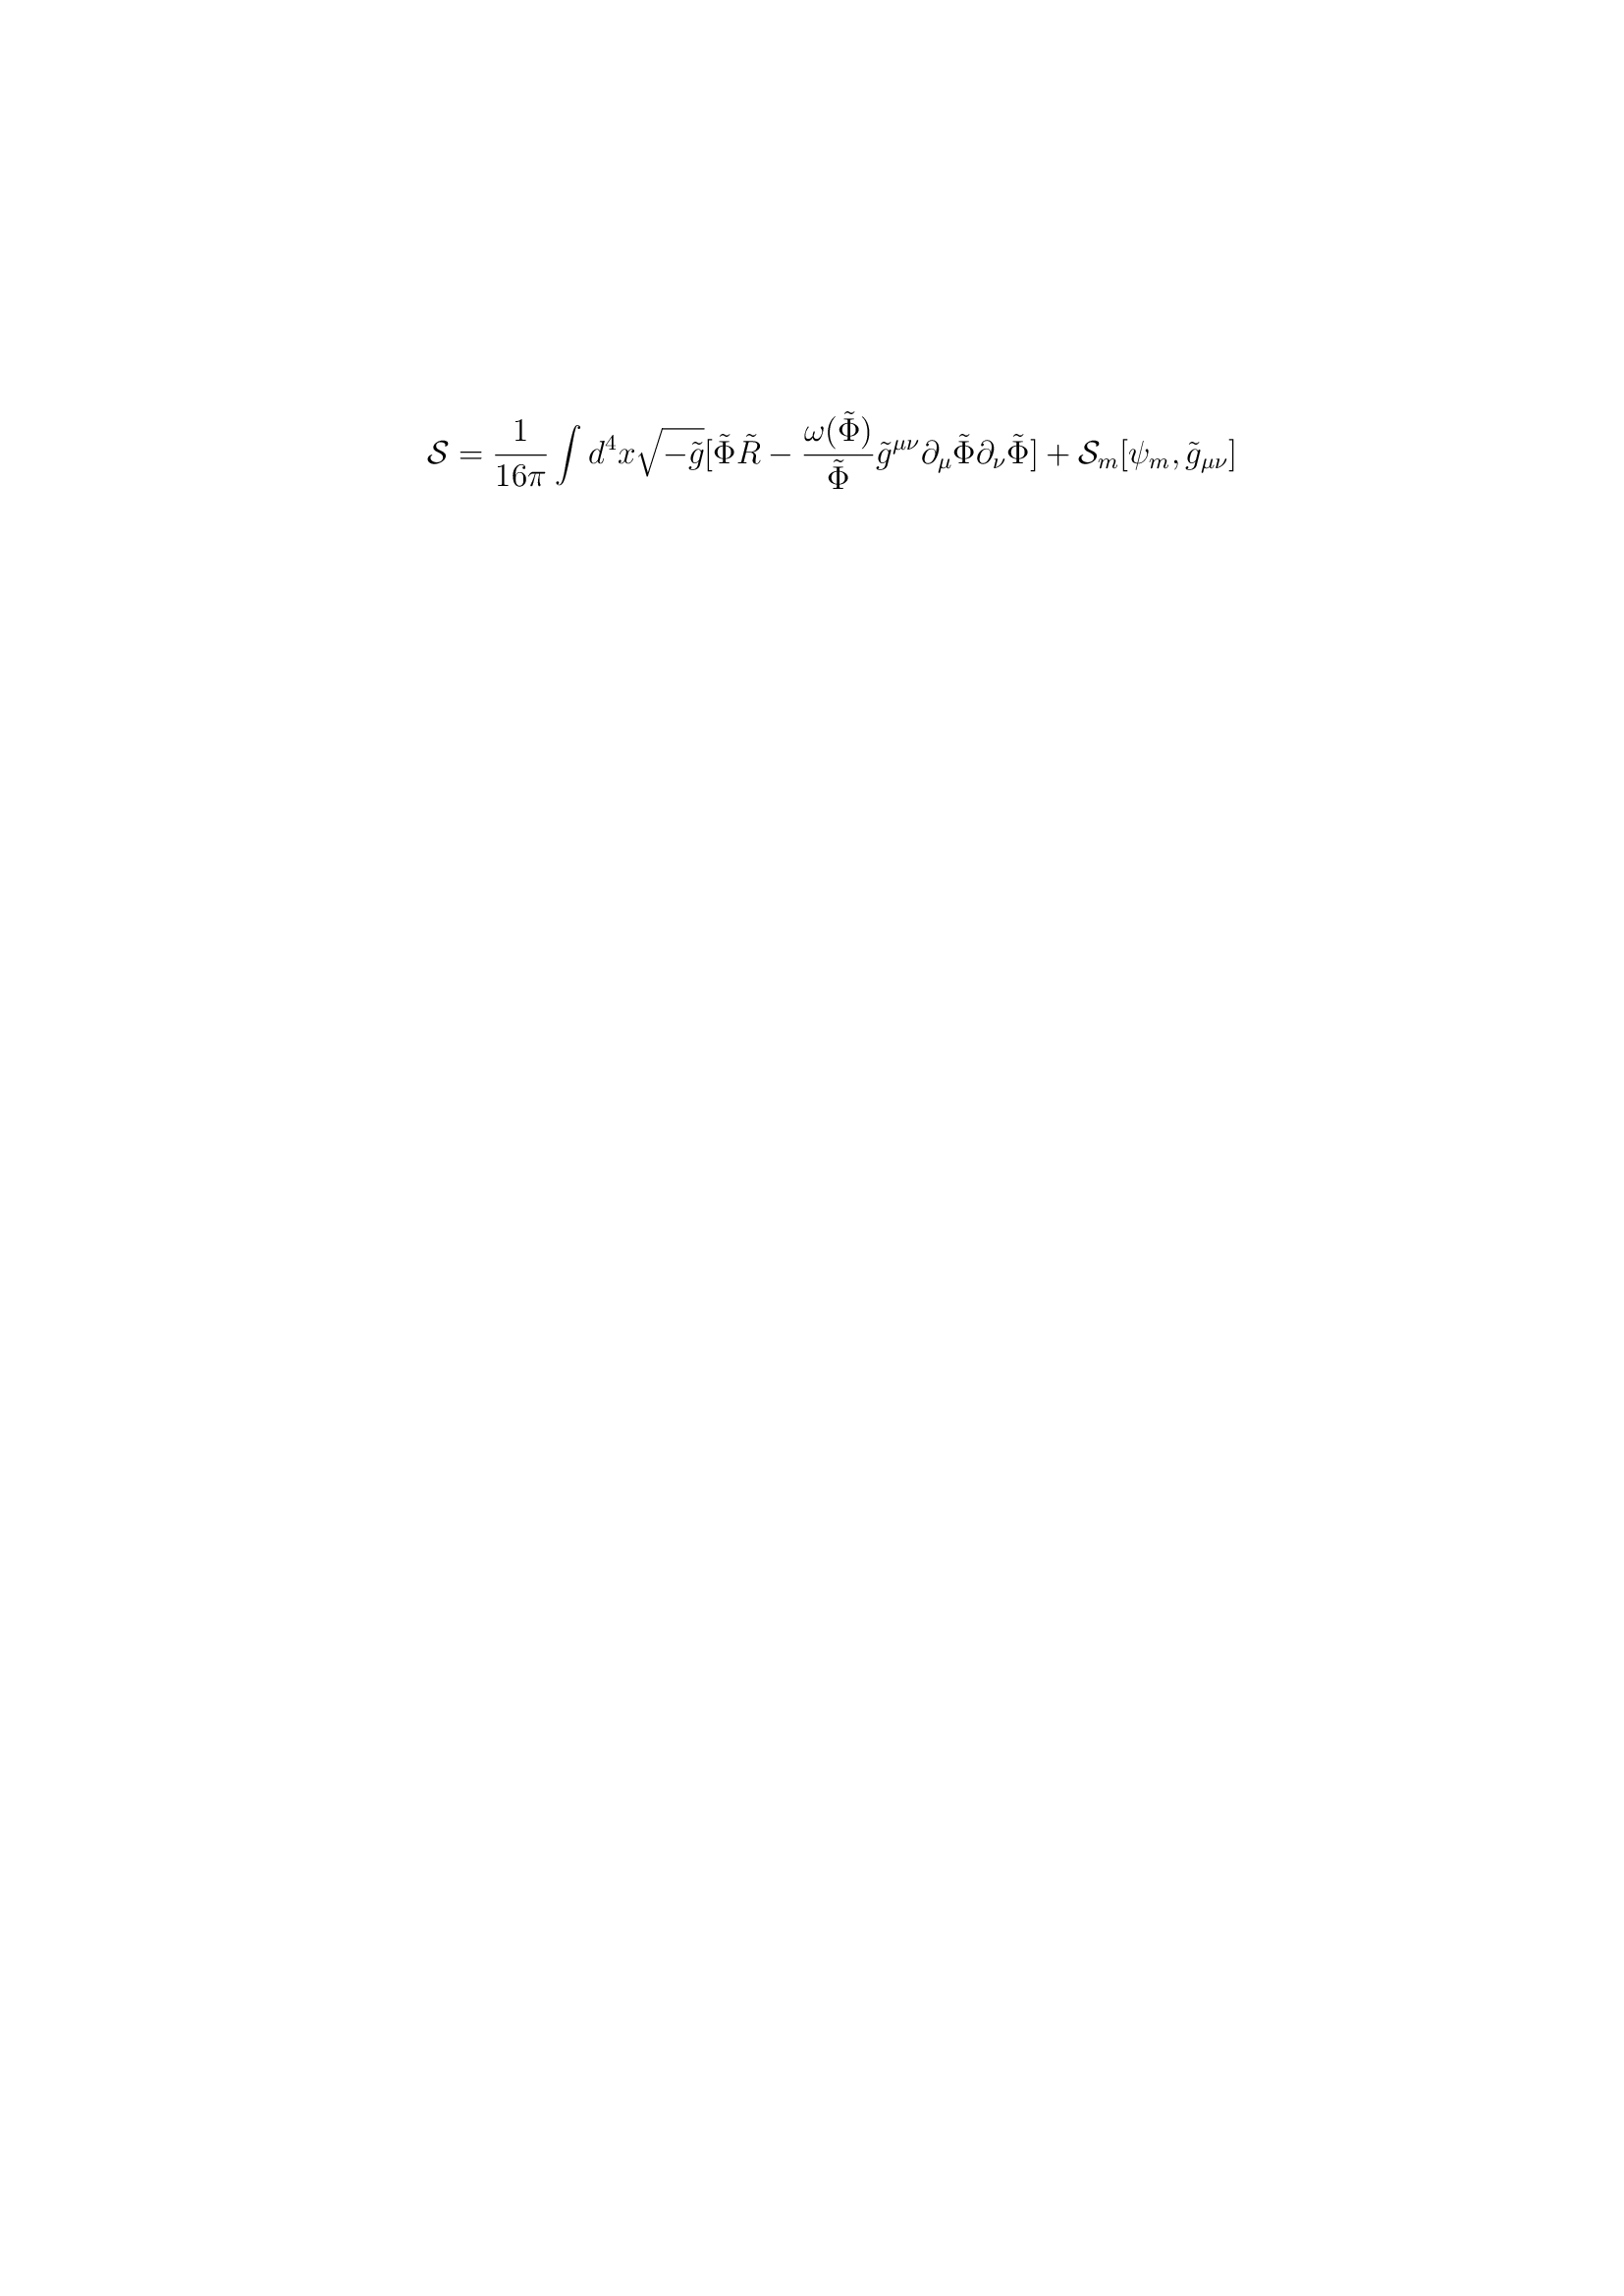 $$\mathcal{S} = \frac{1}{16\pi} \int d^4x \sqrt{-\tilde{g}} [\tilde{\Phi} \tilde{R} - \frac{\omega(\tilde{\Phi})}{\tilde{\Phi}} \tilde{g}^{\mu\nu} \partial_\mu \tilde{\Phi} \partial_\nu \tilde{\Phi}] + \mathcal{S}_m[\psi_m, \tilde{g}_{\mu\nu}]$$